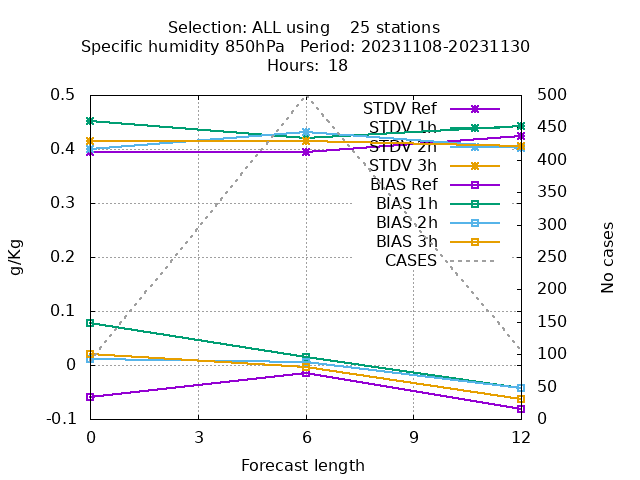 Selection: ALL using 25 stations
Specific humidity 850hPa Period: 20231108-20231130
Hours: 18
0.5
0.4
0.3
0.2
0.1
0
-0.1
g/Kg
STDV Ref
STDV 1h
STDV 2h
STDV 3h
BIAS Ref
BIAS 1h
BIAS 2h
BIAS 3h
CASES
500
450
400
350
300
250
200
150
100
50
0
No cases
0 3 6 9 12
Forecast length